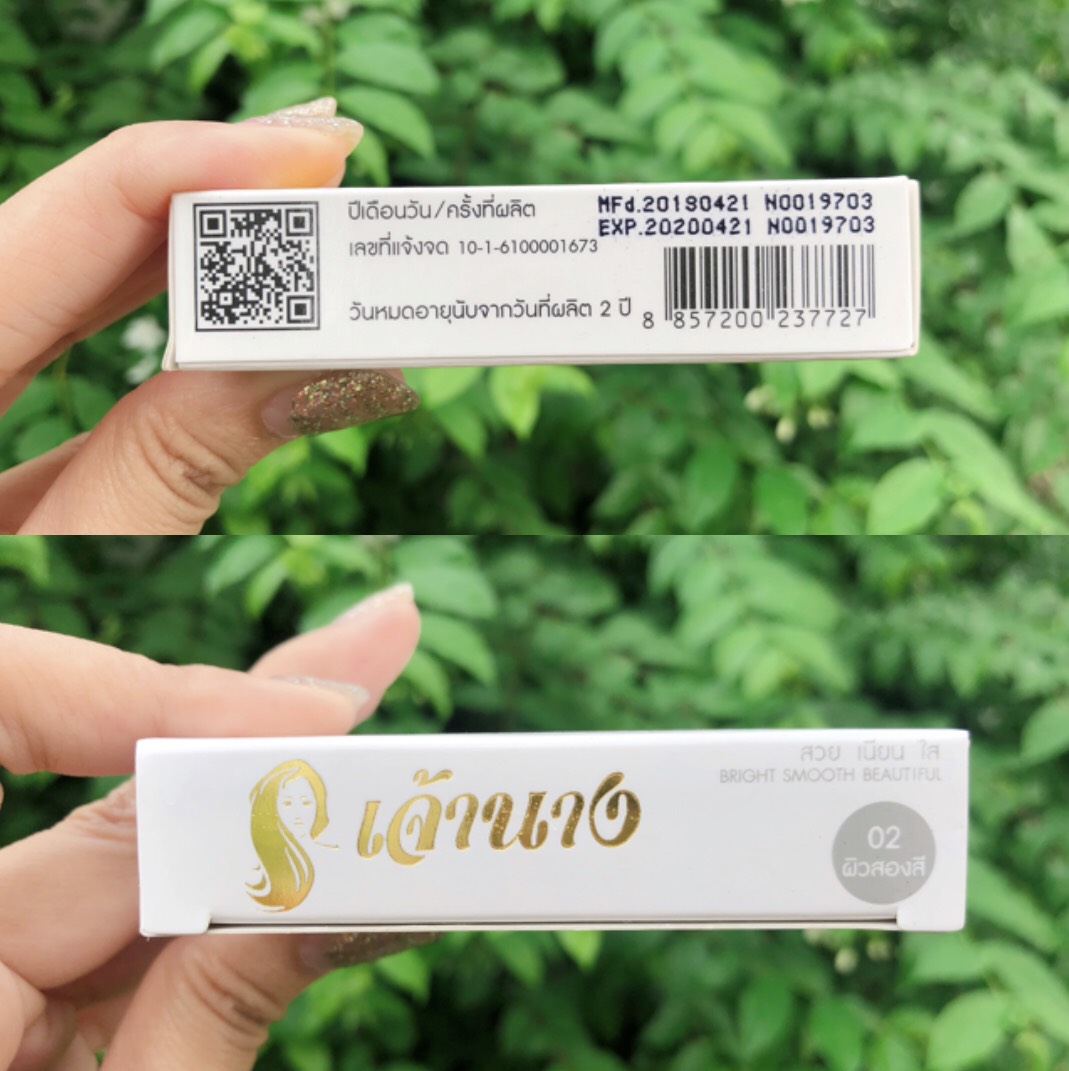 ปีเดือนวัน/ครั้งที่ผลิต
MFd.20180421 N0019703
EXP.20200421 N0019703
เลขที่แจ้งจด 10-1-6100001673
วันหมดอายุนับจากวันที่ผลิต 2 ปี
8 857200 237727
สวย เนียน ใส
BRIGHT SMOOTH BEAUTIFUL
เจ้านาง
02
ผิวสองสี